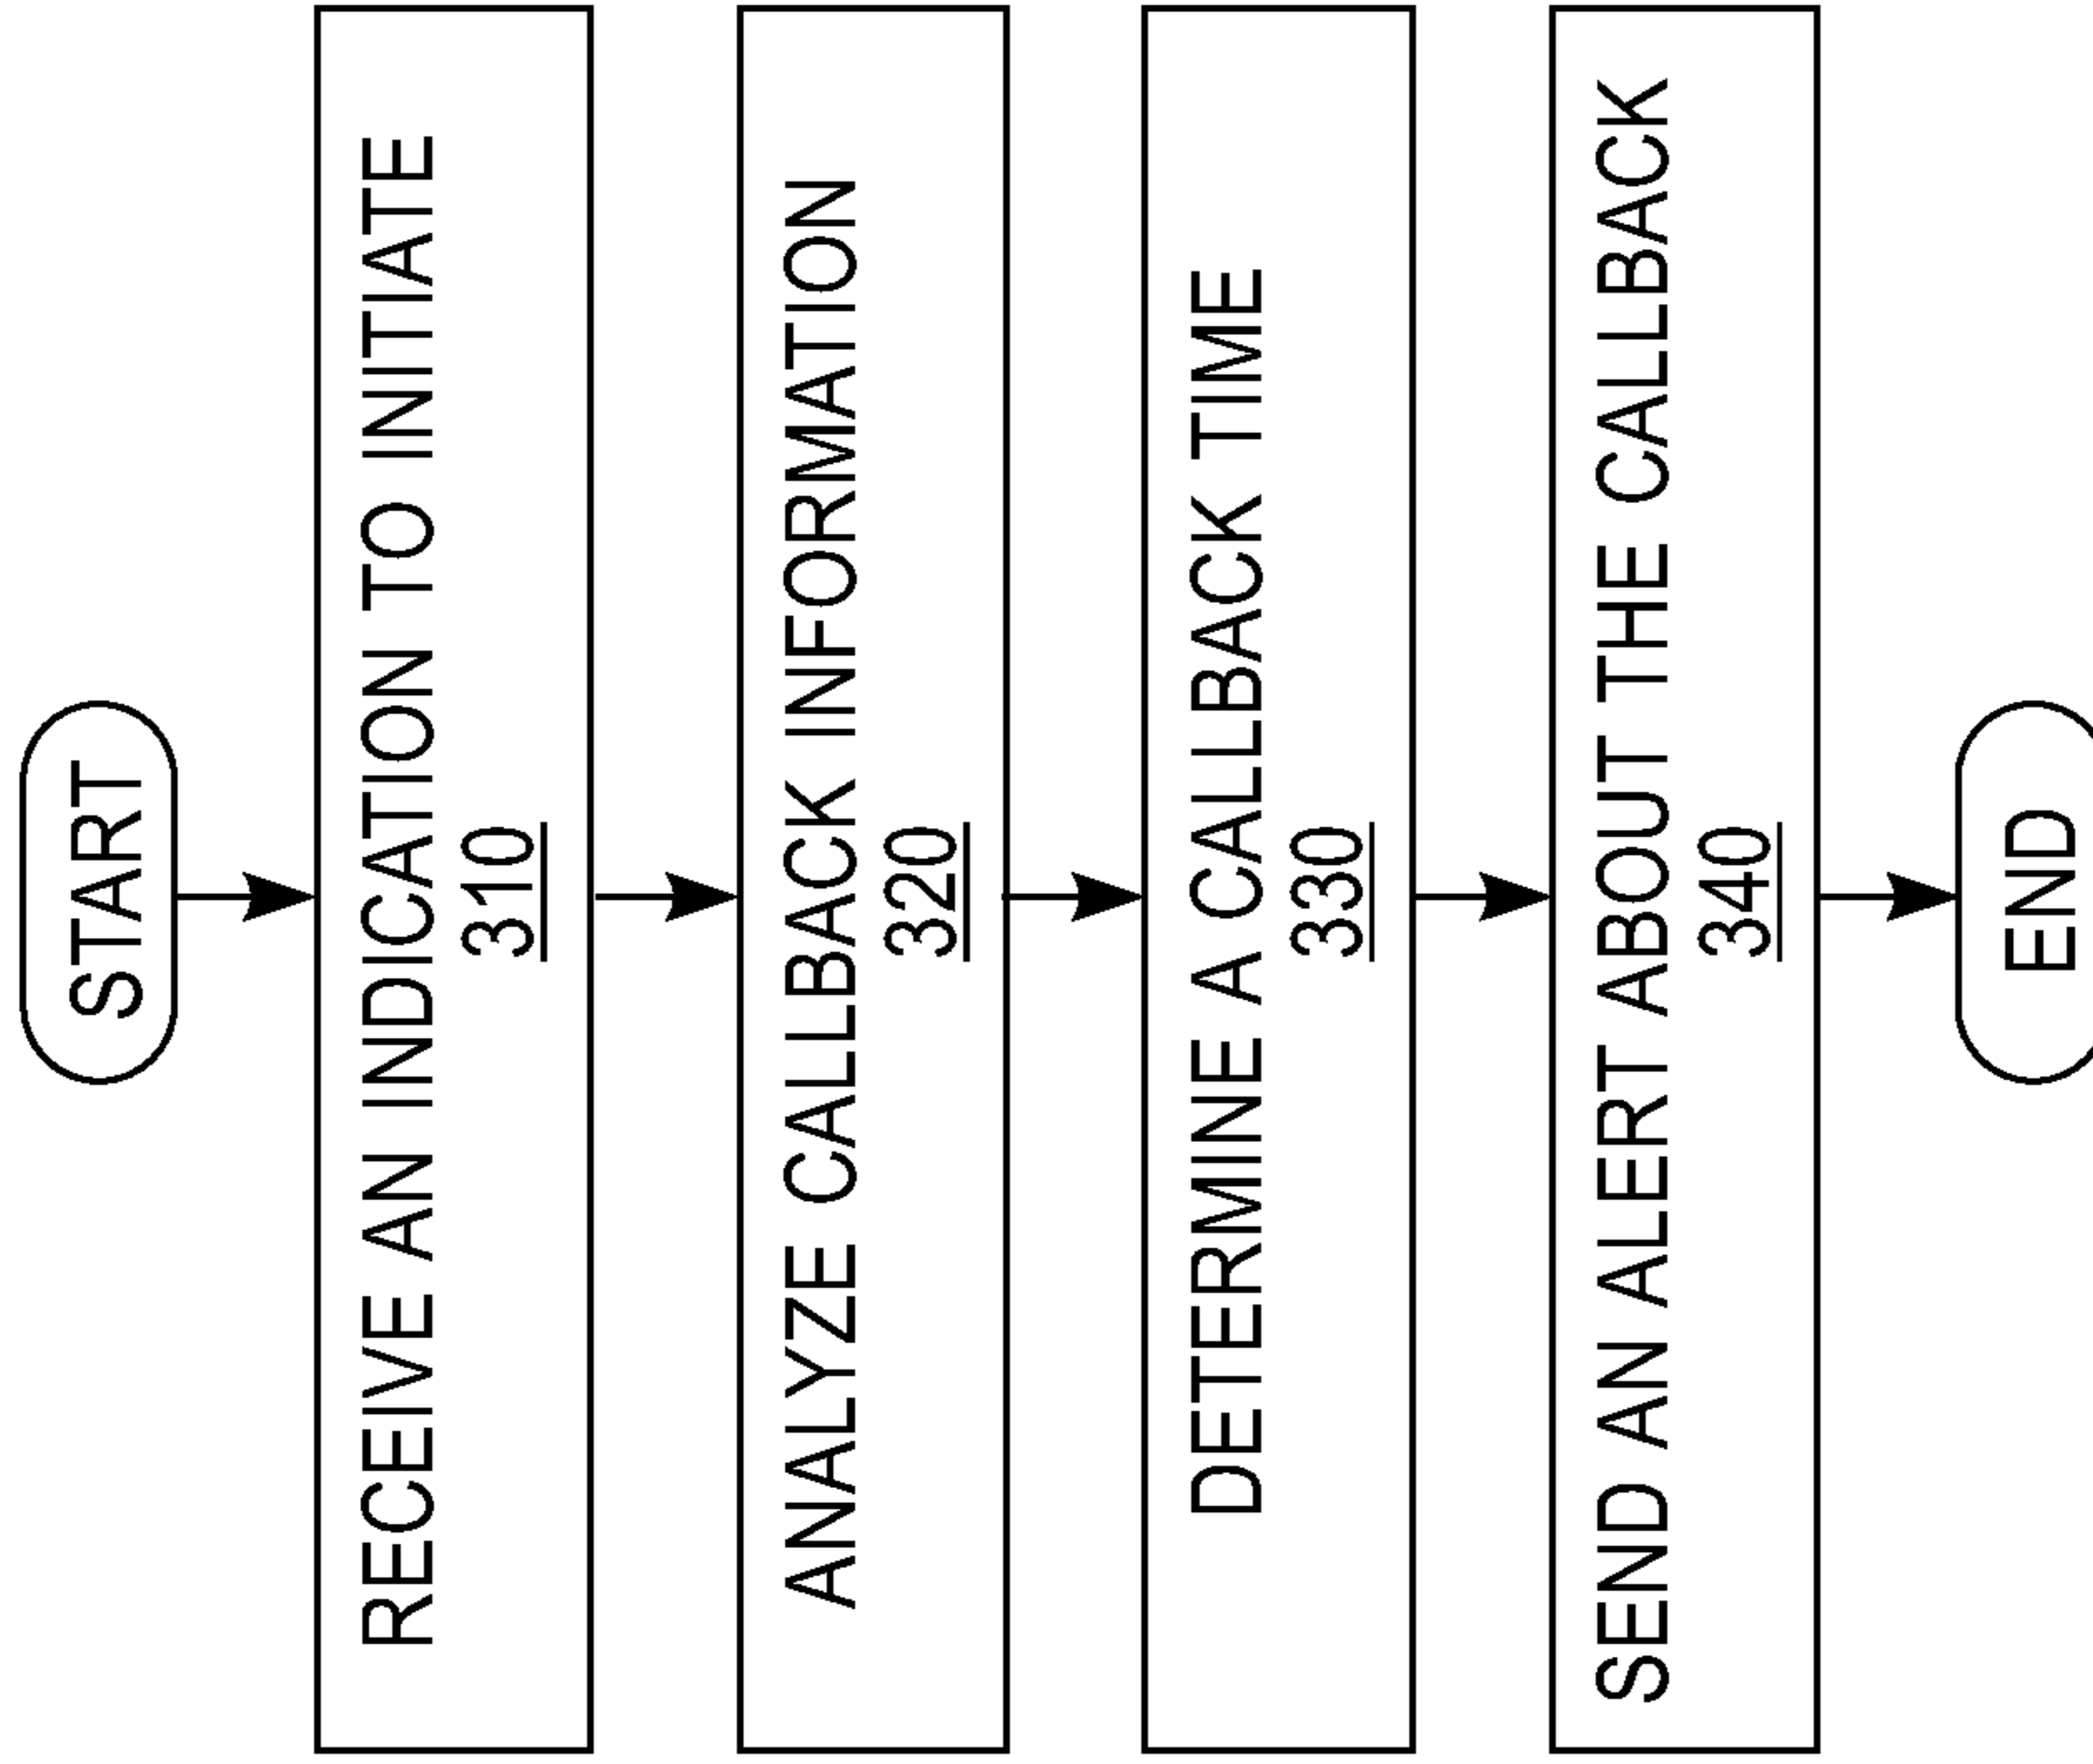 START
RECEIVE AN INDICATION TO INITIATE
310
ANALYZE CALLBACK INFORMATION
320
DETERMINE A CALLBACK TIME
330
SEND AN ALERT ABOUT THE CALLBACK
340
END